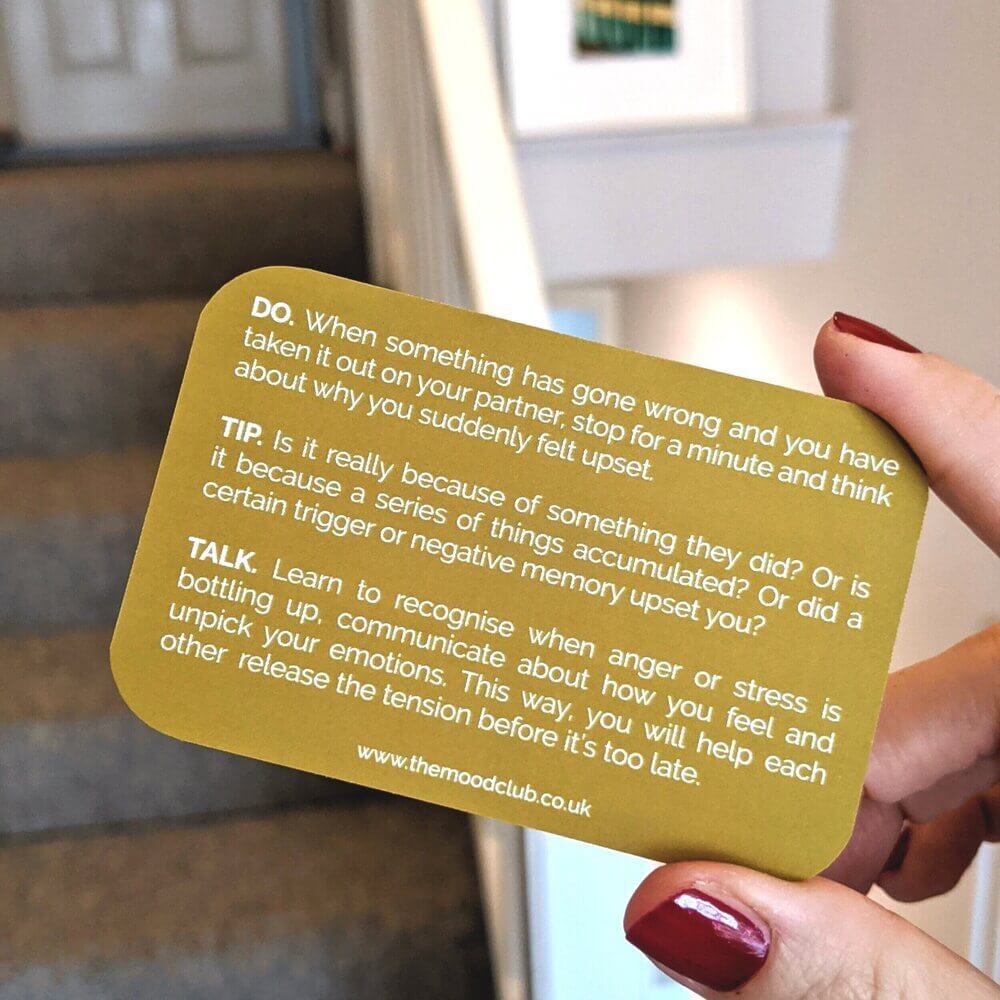 DO. When something has gone wrong and you have
taken it out on your partner, stop for a minute and think
about why you suddenly felt upset.
TIP. Is it really because of something they did? Or is
it because a series of things accumulated? Or did a
certain trigger or negative memory upset you?
TALK. Learn to recognise when anger or stress is
bottling up, communicate about how you feel and
unpick your emotions. This way, you will help each
other release the tension before it's too late.
www.themoodclub.co.uk